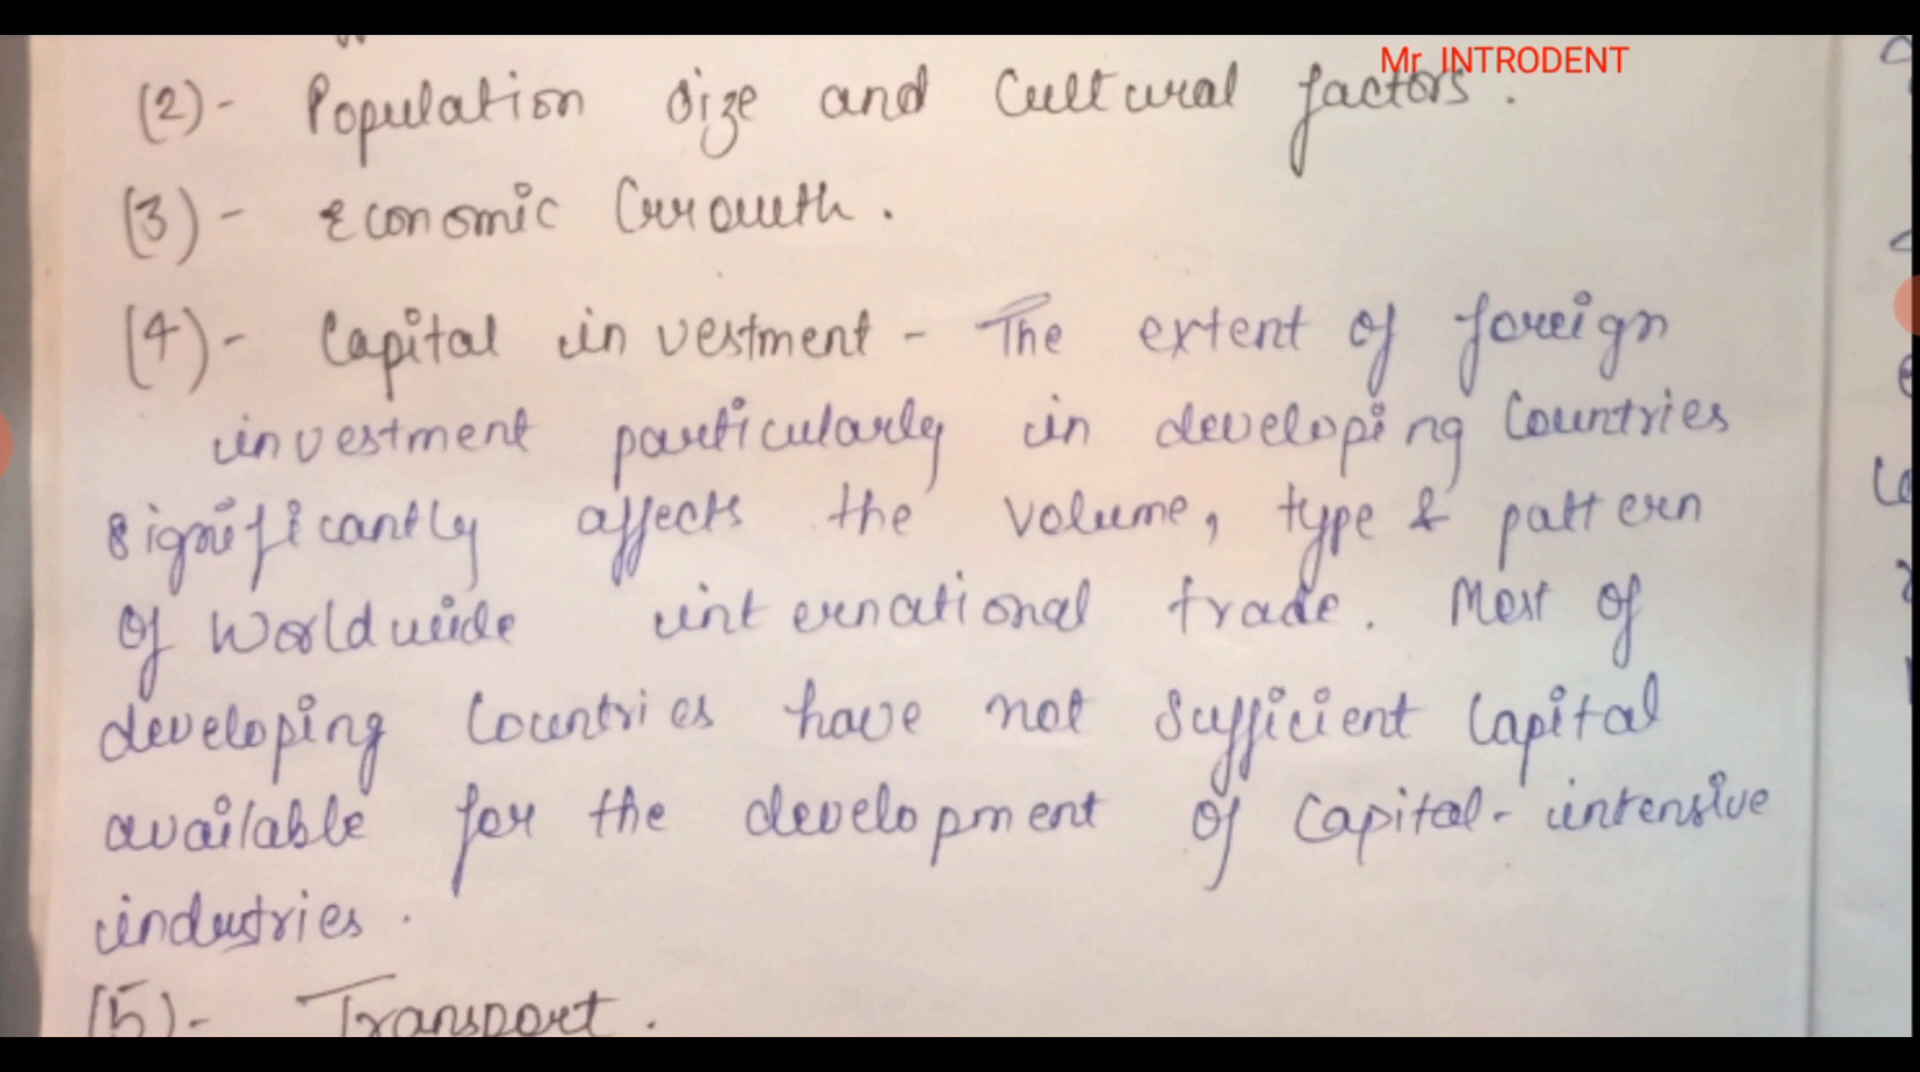 Mr INTRODENT
(2)- Population size and Cultural factors.
(3)- Economic Growth.
(4)- Capital investment - The extent of foreign
investment particularly in developing Countries
significantly affects the volume, type & pattern
of worldwide international trade. Most of
developing Countries have not sufficient Capital
available for the development of Capital-intensive
industries.
(5)- Transport.